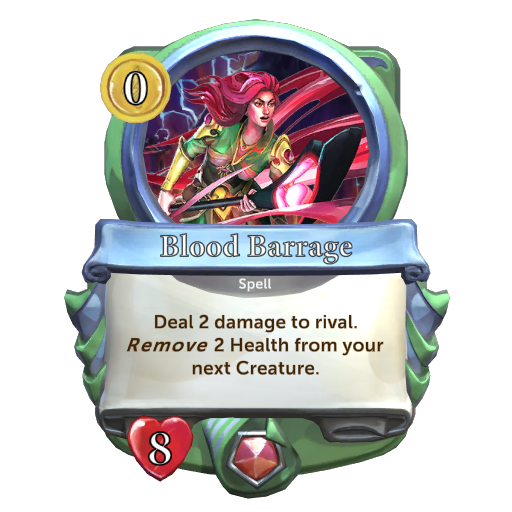 0
Blood Barrage
Spell
Deal 2 damage to rival.
Remove 2 Health from your
next Creature.
8